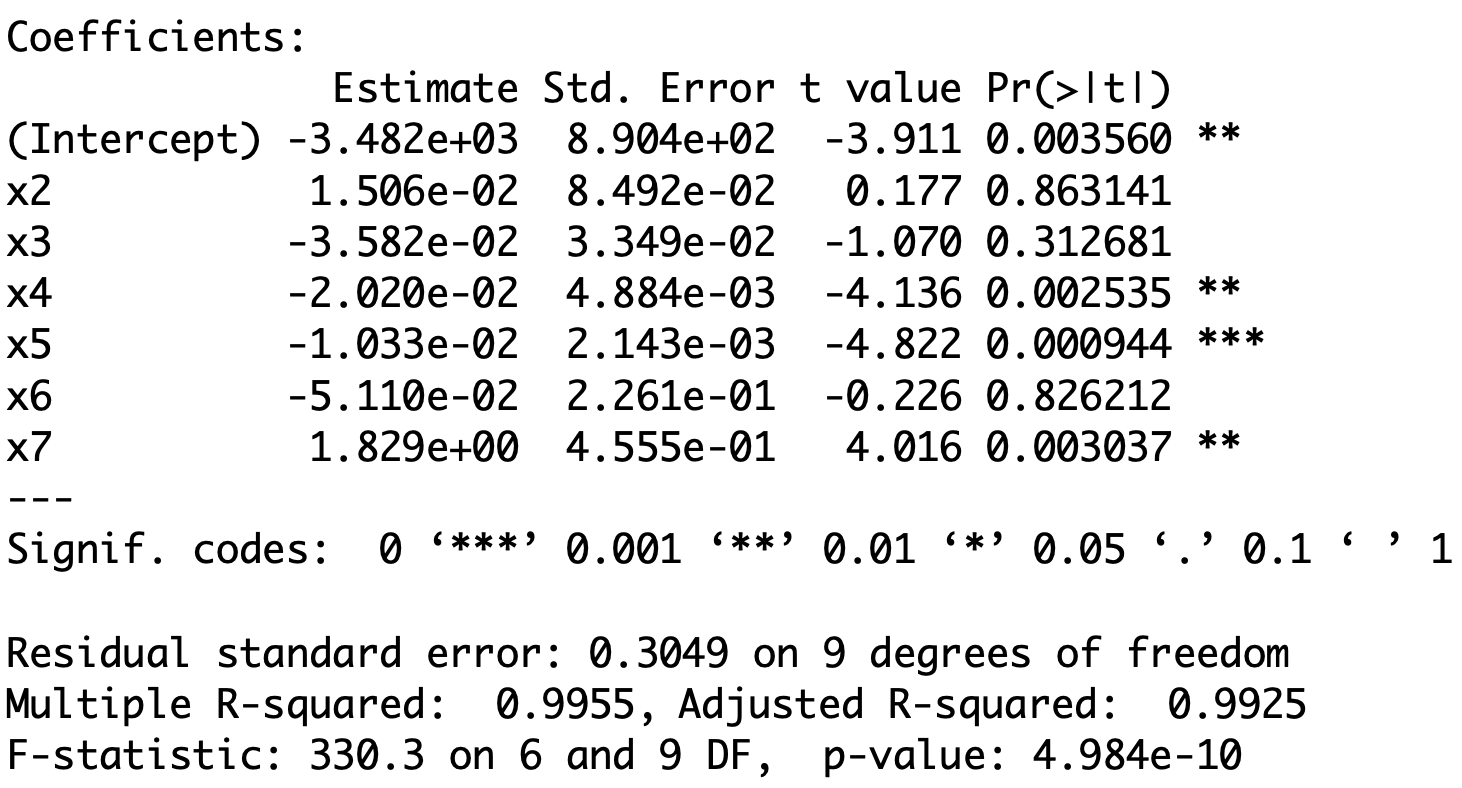 Coefficients:
              Estimate Std. Error t value Pr(>|t|)
(Intercept) -3.482e+03  8.904e+02  -3.911 0.003560 **
x2           1.506e-02  8.492e-02   0.177 0.863141
x3          -3.582e-02  3.349e-02  -1.070 0.312681
x4          -2.020e-02  4.884e-03  -4.136 0.002535 **
x5          -1.033e-02  2.143e-03  -4.822 0.000944 ***
x6          -5.110e-02  2.261e-01  -0.226 0.826212
x7           1.829e+00  4.555e-01   4.016 0.003037 **
---
Signif. codes:  0 ‘***’ 0.001 ‘**’ 0.01 ‘*’ 0.05 ‘.’ 0.1 ‘ ’ 1
Residual standard error: 0.3049 on 9 degrees of freedom
Multiple R-squared:  0.9955, Adjusted R-squared:  0.9925
F-statistic: 330.3 on 6 and 9 DF,  p-value: 4.984e-10